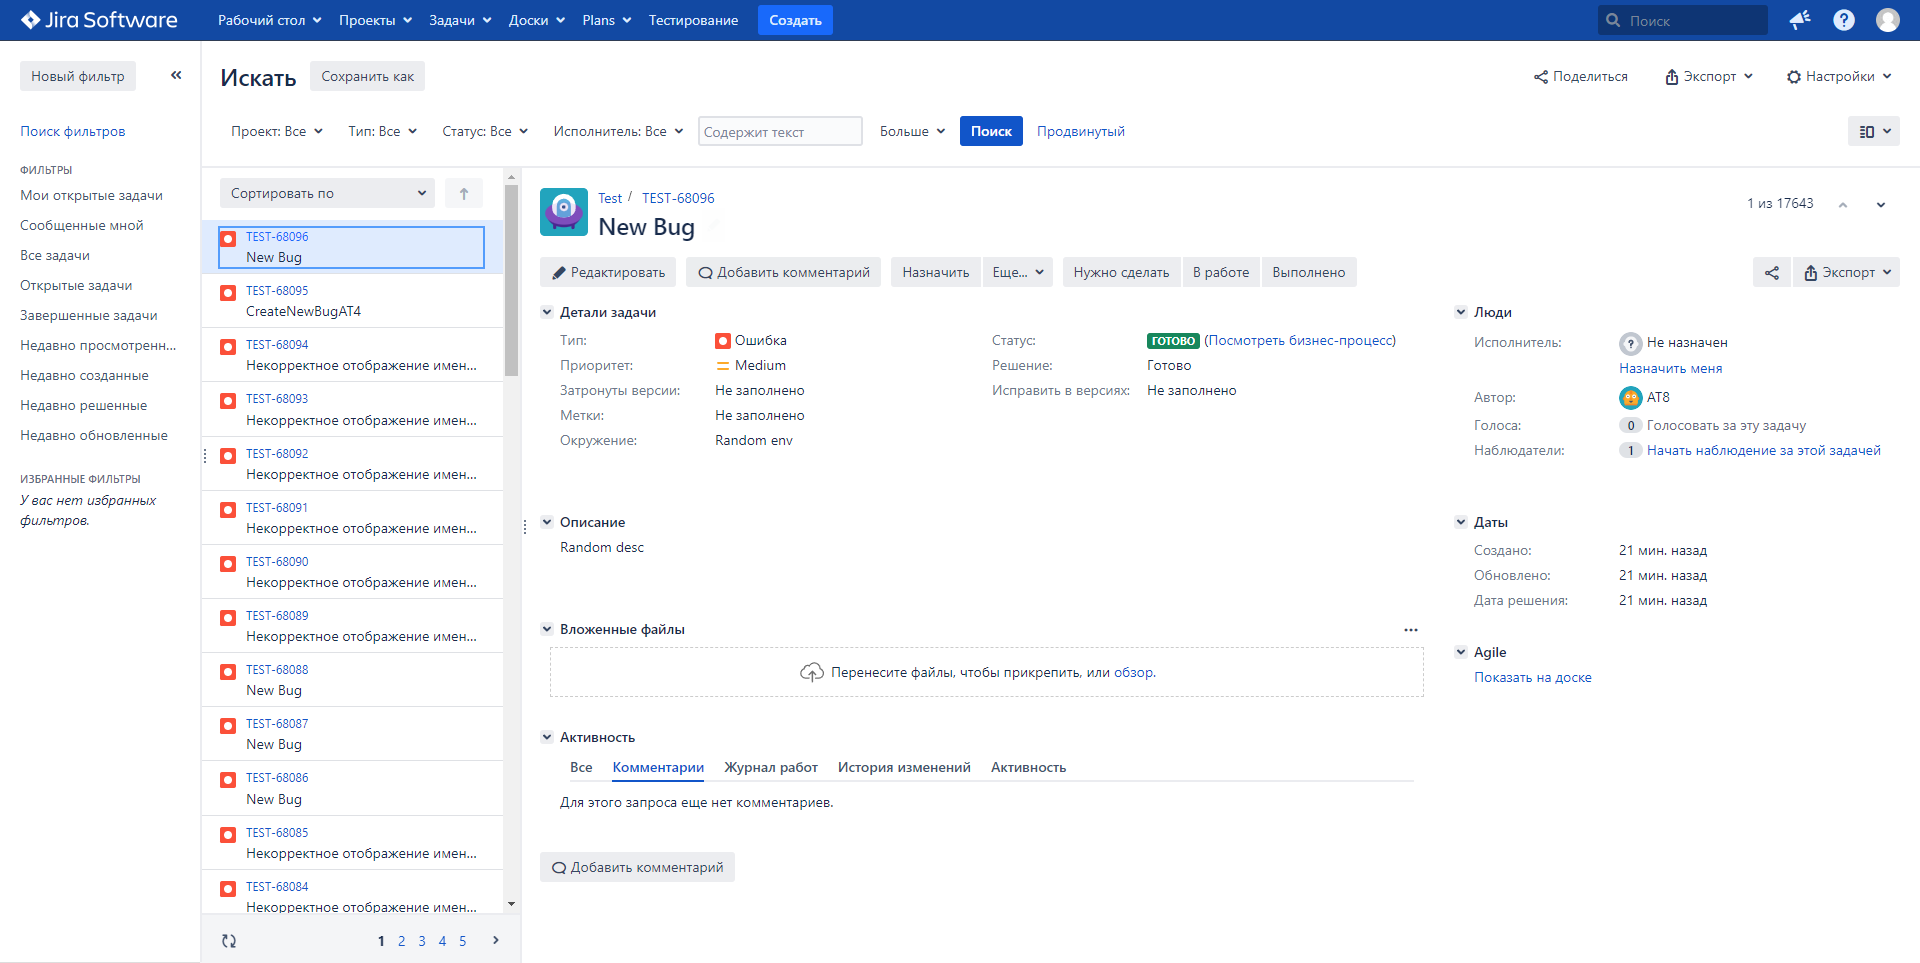 Jira Software
Рабочий стол
Проекты
Задачи
Доски
Plans
Тестирование
Создать
Поиск
Новый фильтр
Поиск фильтров
ФИЛЬТРЫ
Мои открытые задачи
Сообщенные мной
Все задачи
Открытые задачи
Завершенные задачи
Недавно просмотренн...
Недавно созданные
Недавно решенные
Недавно обновленные
ИЗБРАННЫЕ ФИЛЬТРЫ
У вас нет избранных
фильтров.
Искать
Сохранить как
Поделиться
Экспорт
Настройки
Проект: Все
Тип: Все
Статус: Все
Исполнитель: Все
Содержит текст
Больше
Поиск
Продвинутый
Сортировать по
TEST-68096
New Bug
TEST-68095
CreateNewBugAT4
TEST-68094
Некорректное отображение имен...
TEST-68093
Некорректное отображение имен...
TEST-68092
Некорректное отображение имен...
TEST-68091
Некорректное отображение имен...
TEST-68090
Некорректное отображение имен...
TEST-68089
Некорректное отображение имен...
TEST-68088
New Bug
TEST-68087
New Bug
TEST-68086
New Bug
TEST-68085
Некорректное отображение имен...
TEST-68084
Некорректное отображение имен...
1 2 3 4 5
Test / TEST-68096
New Bug
1 из 17643
Редактировать
Добавить комментарий
Назначить
Еще...
Нужно сделать
В работе
Выполнено
Экспорт
Детали задачи
Тип: Ошибка
Приоритет: Medium
Затронуты версии: Не заполнено
Метки: Не заполнено
Окружение: Random env
Статус: ГОТОВО (Посмотреть бизнес-процесс)
Решение: Готово
Исправить в версиях: Не заполнено
Описание
Random desc
Вложенные файлы
Перенесите файлы, чтобы прикрепить, или обзор.
Активность
Все
Комментарии
Журнал работ
История изменений
Активность
Для этого запроса еще нет комментариев.
Добавить комментарий
Люди
Исполнитель: Не назначен
Назначить меня
Автор: AT8
Голоса: 0 Голосовать за эту задачу
Наблюдатели: 1 Начать наблюдение за этой задачей
Даты
Создано: 21 мин. назад
Обновлено: 21 мин. назад
Дата решения: 21 мин. назад
Agile
Показать на доске